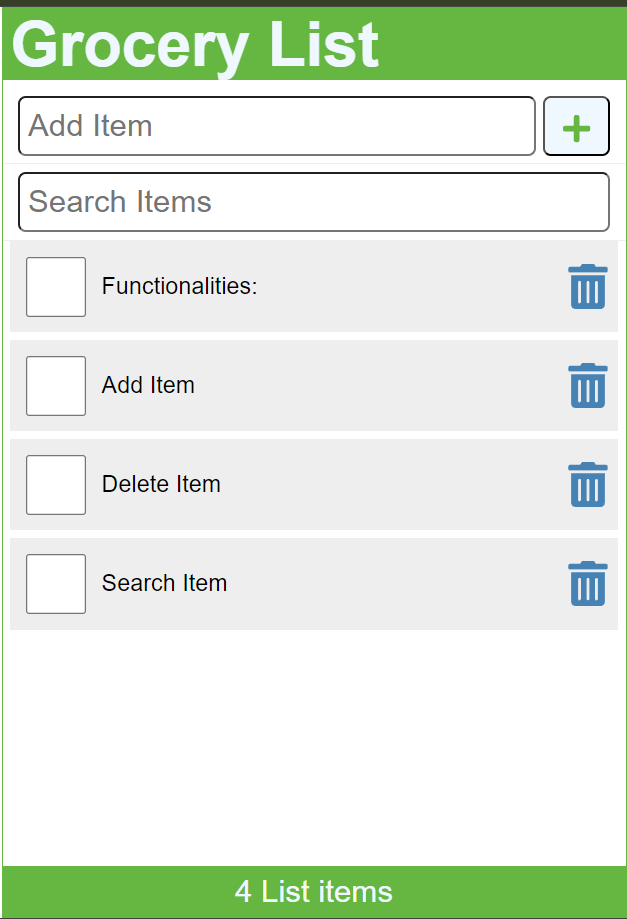 Grocery List
Add Item
Search Items
Functionalities:
Add Item
Delete Item
Search Item
4 List items